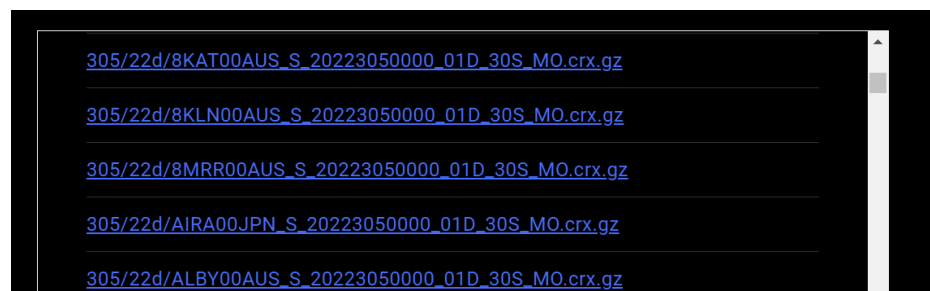 305/22d/8KAT00AUS_S_20223050000_01D_30S_MO.crx.gz
305/22d/8KLN00AUS_S_20223050000_01D_30S_MO.crx.gz
305/22d/8MRR00AUS_S_20223050000_01D_30S_MO.crx.gz
305/22d/AIRA00JPN_S_20223050000_01D_30S_MO.crx.gz
305/22d/ALBY00AUS_S_20223050000_01D_30S_MO.crx.gz